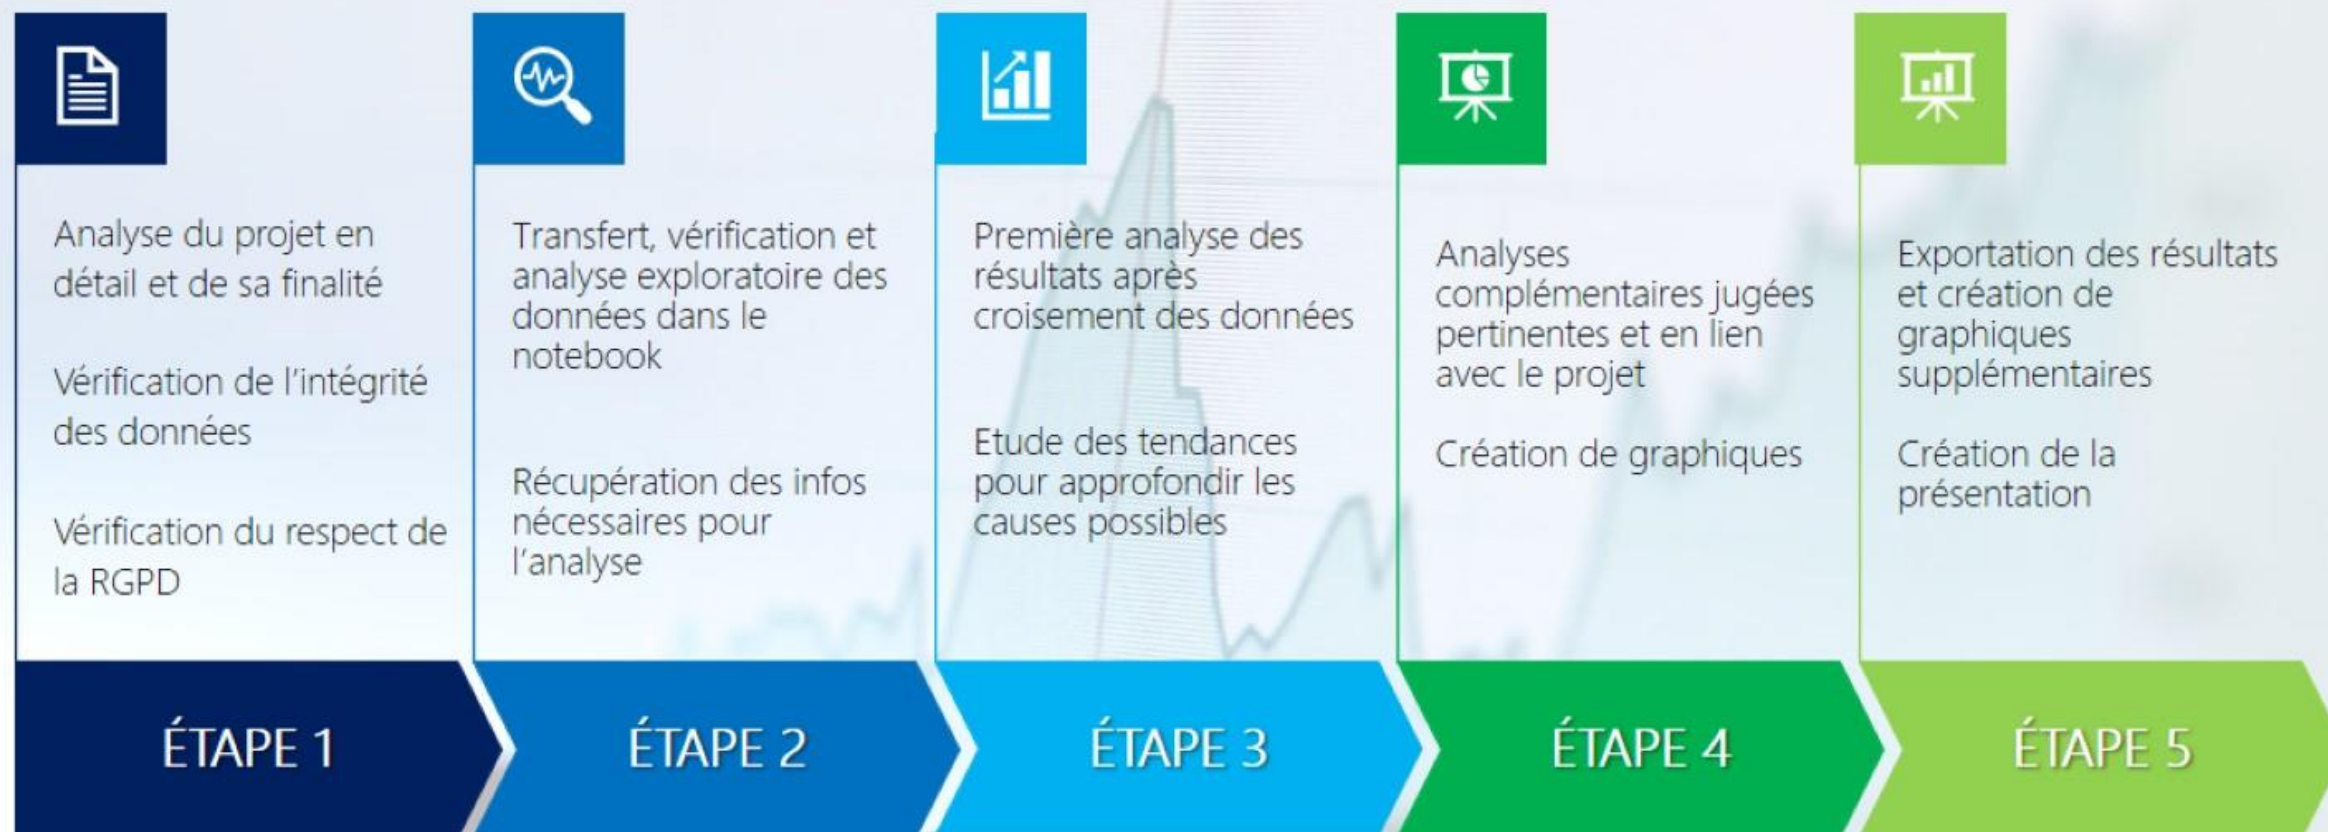 Analyse du projet en
détail et de sa finalité
Vérification de l'intégrité
des données
Vérification du respect de
la RGPD
ÉTAPE 1
Transfert, vérification et
analyse exploratoire des
données dans le
notebook
Récupération des infos
nécessaires pour
l'analyse
ÉTAPE 2
Première analyse des
résultats après
croisement des données
Etude des tendances
pour approfondir les
causes possibles
ÉTAPE 3
Analyses
complémentaires jugées
pertinentes et en lien
avec le projet
Création de graphiques
ÉTAPE 4
Exportation des résultats
et création de
graphiques
supplémentaires
Création de la
présentation
ÉTAPE 5